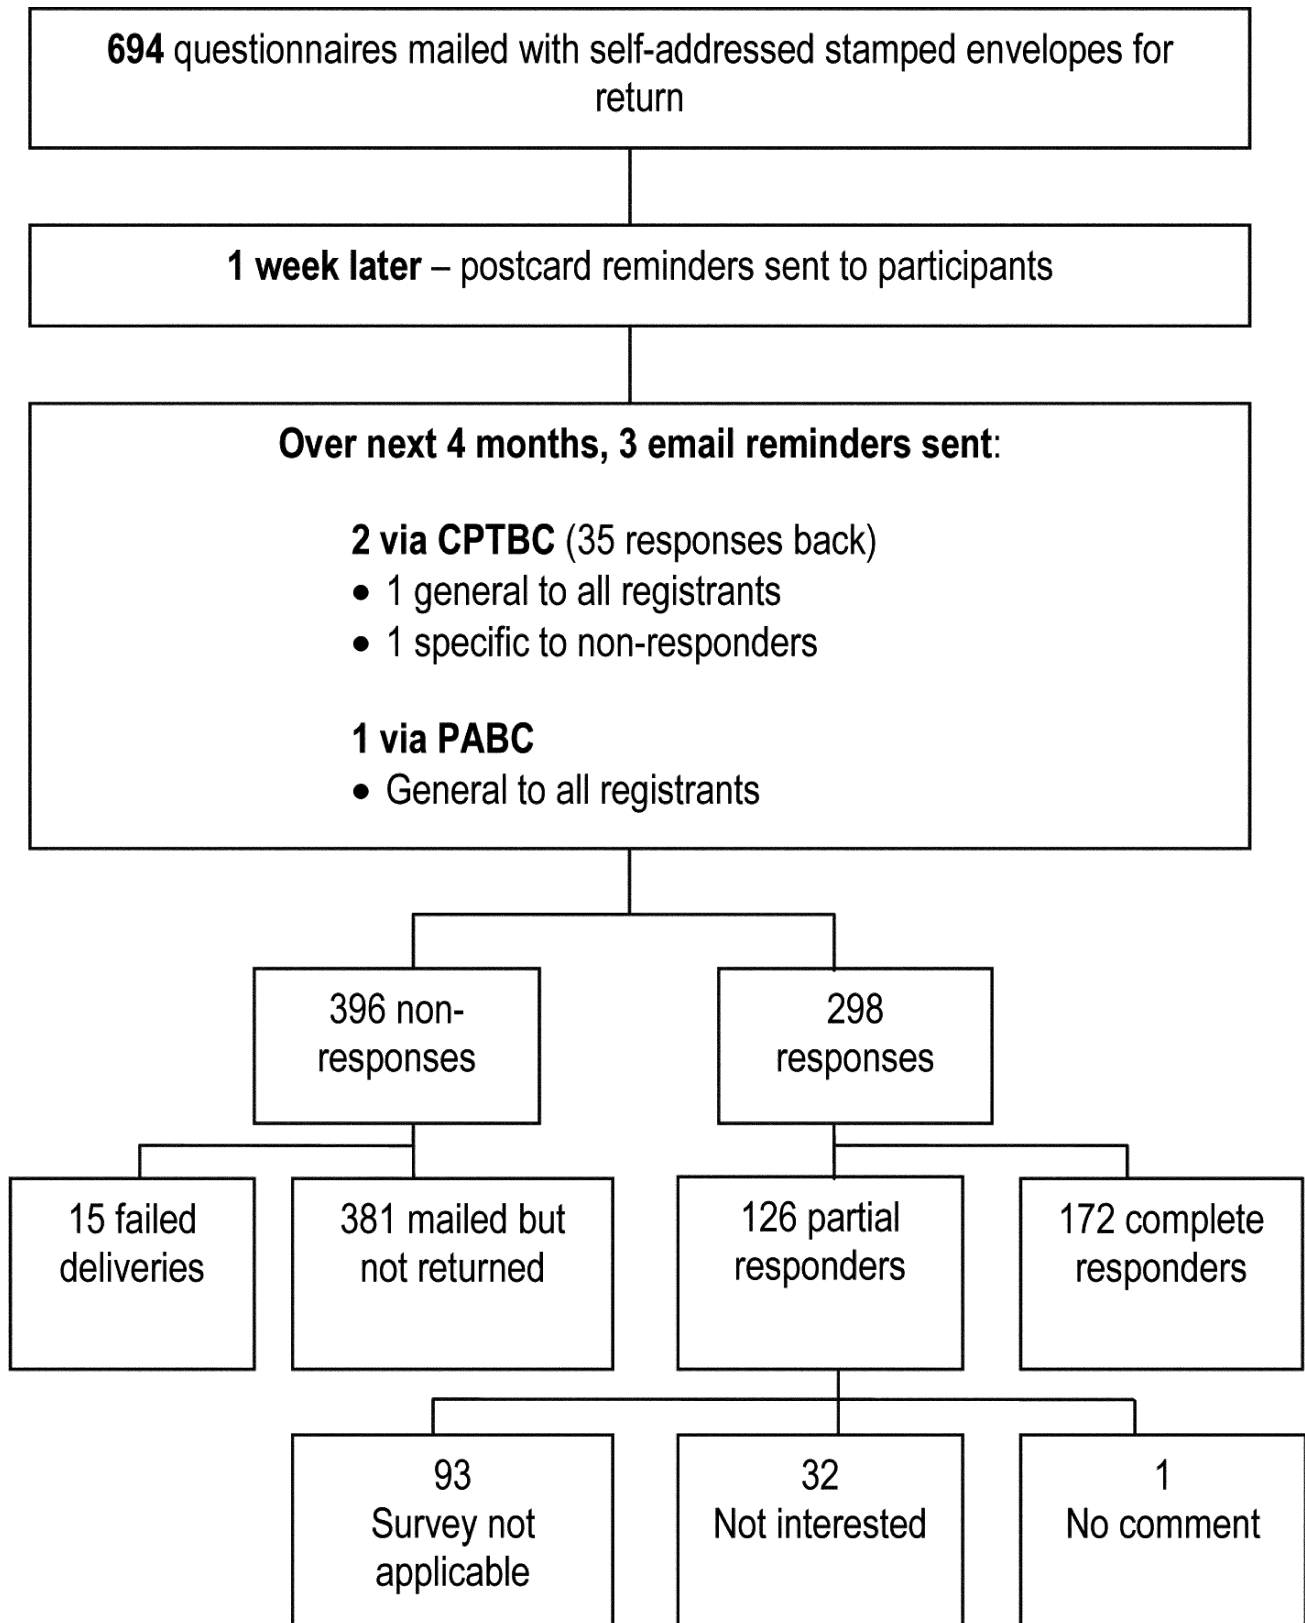 694 questionnaires mailed with self-addressed stamped envelopes for
return
1 week later – postcard reminders sent to participants
Over next 4 months, 3 email reminders sent:
2 via CPTBC (35 responses back)
• 1 general to all registrants
• 1 specific to non-responders
1 via PABC
• General to all registrants
396 non-
responses
298
responses
15 failed
deliveries
381 mailed but
not returned
126 partial
responders
172 complete
responders
93
Survey not
applicable
32
Not interested
1
No comment